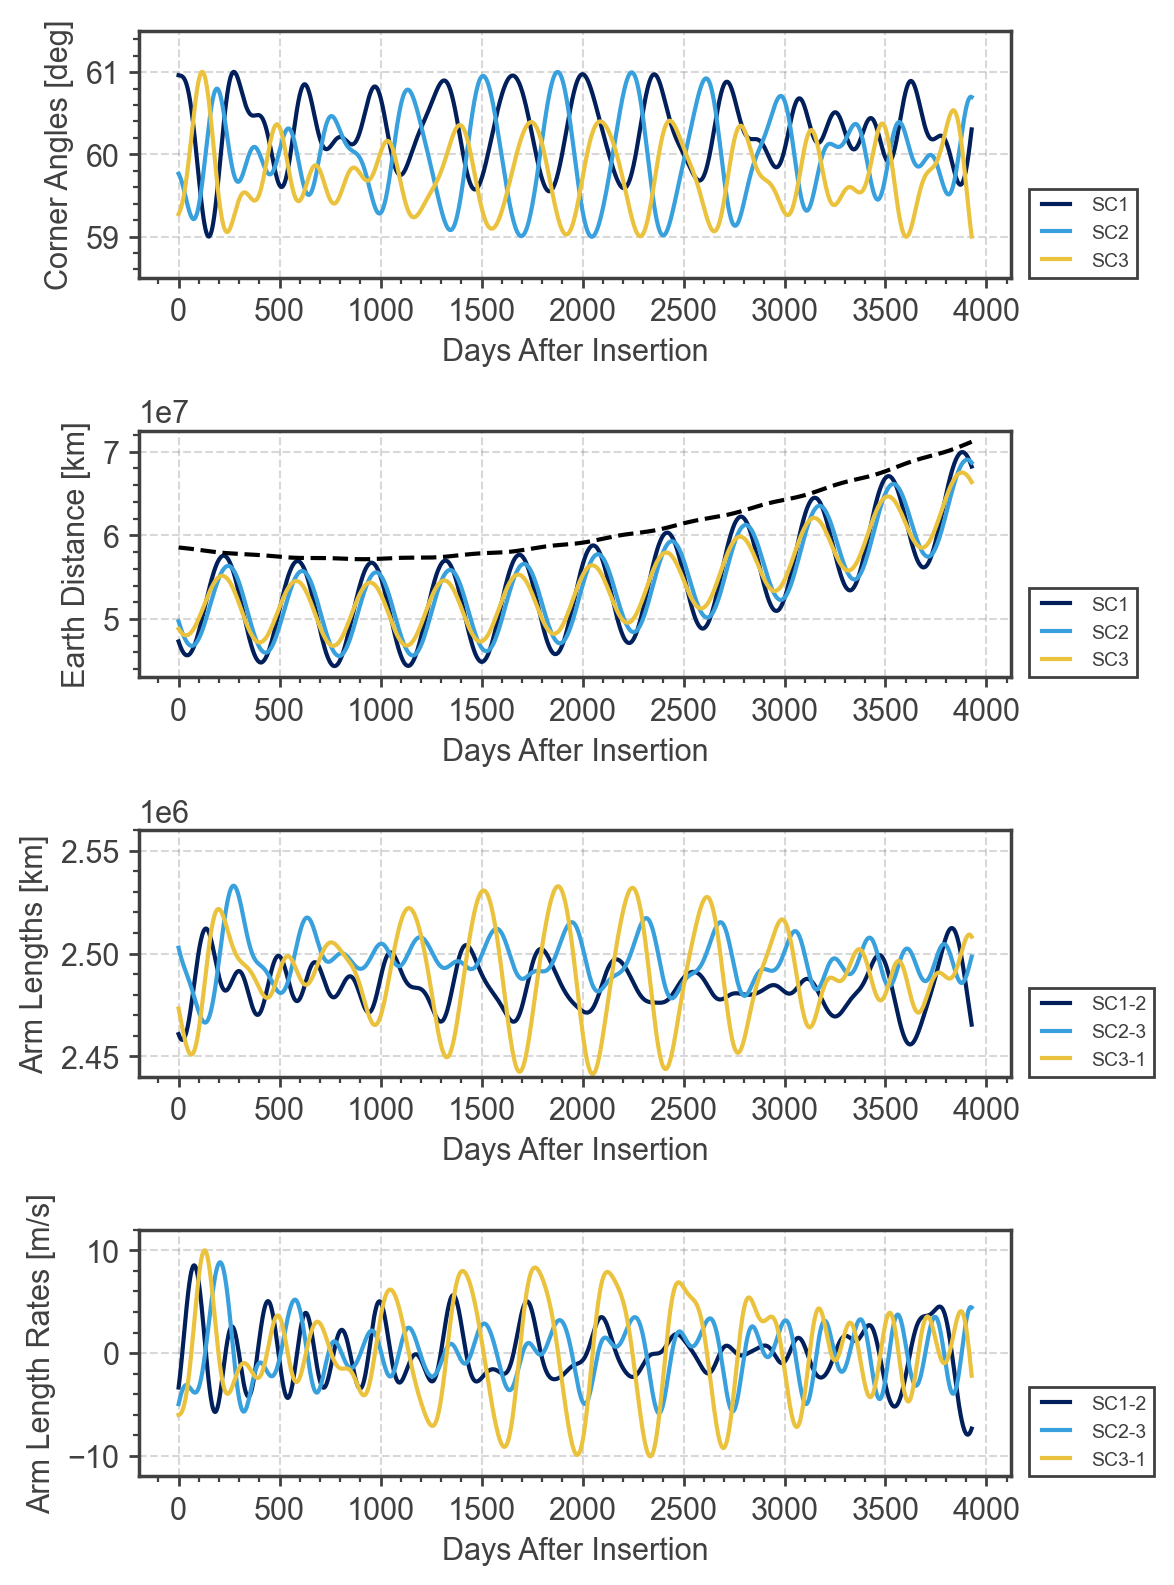 Corner Angles [deg]
61
60
59
0 500 1000 1500 2000 2500 3000 3500 4000
Days After Insertion
SC1
SC2
SC3
1e7
Earth Distance [km]
7
6
5
0 500 1000 1500 2000 2500 3000 3500 4000
Days After Insertion
SC1
SC2
SC3
1e6
Arm Lengths [km]
2.55
2.50
2.45
0 500 1000 1500 2000 2500 3000 3500 4000
Days After Insertion
SC1-2
SC2-3
SC3-1
Arm Length Rates [m/s]
10
0
−10
0 500 1000 1500 2000 2500 3000 3500 4000
Days After Insertion
SC1-2
SC2-3
SC3-1